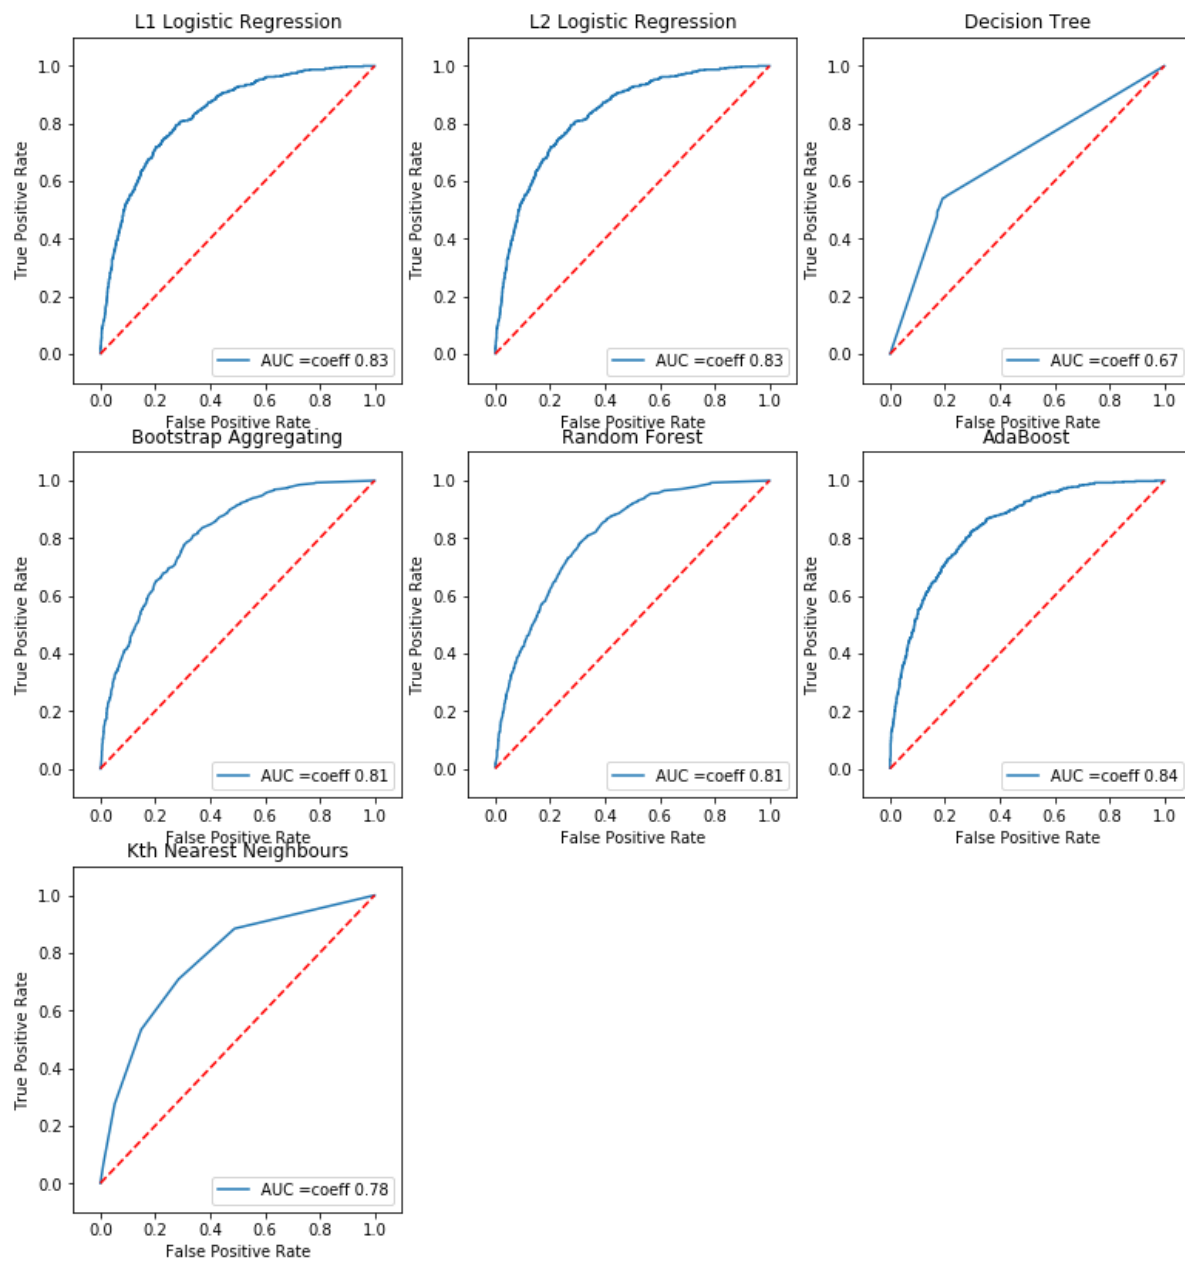 L1 Logistic Regression
True Positive Rate
1.0
0.8
0.6
0.4
0.2
0.0
AUC =coeff 0.83
0.0 0.2 0.4 0.6 0.8 1.0
False Positive Rate
L2 Logistic Regression
True Positive Rate
1.0
0.8
0.6
0.4
0.2
0.0
AUC =coeff 0.83
0.0 0.2 0.4 0.6 0.8 1.0
False Positive Rate
Decision Tree
True Positive Rate
1.0
0.8
0.6
0.4
0.2
0.0
AUC =coeff 0.67
0.0 0.2 0.4 0.6 0.8 1.0
False Positive Rate
Bootstrap Aggregating
True Positive Rate
1.0
0.8
0.6
0.4
0.2
0.0
AUC =coeff 0.81
0.0 0.2 0.4 0.6 0.8 1.0
False Positive Rate
Random Forest
True Positive Rate
1.0
0.8
0.6
0.4
0.2
0.0
AUC =coeff 0.81
0.0 0.2 0.4 0.6 0.8 1.0
False Positive Rate
AdaBoost
True Positive Rate
1.0
0.8
0.6
0.4
0.2
0.0
AUC =coeff 0.84
0.0 0.2 0.4 0.6 0.8 1.0
False Positive Rate
Kth Nearest Neighbours
True Positive Rate
1.0
0.8
0.6
0.4
0.2
0.0
AUC =coeff 0.78
0.0 0.2 0.4 0.6 0.8 1.0
False Positive Rate